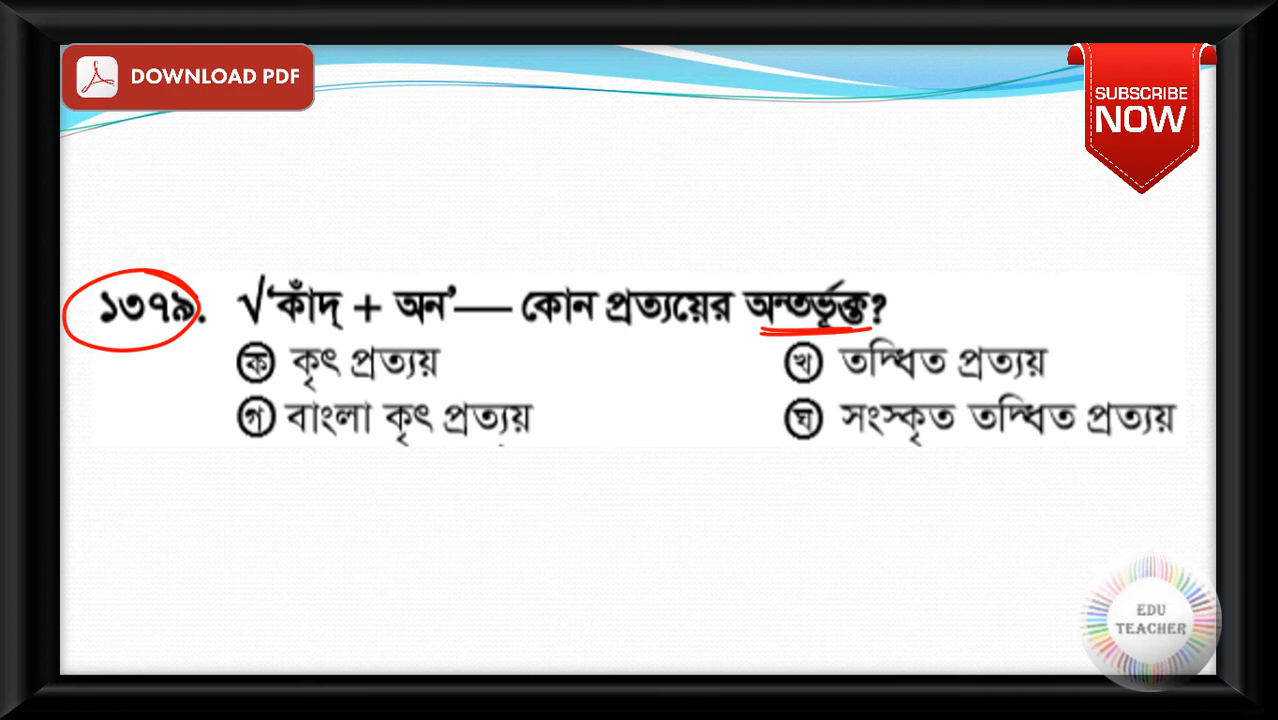 DOWNLOAD PDF
SUBSCRIBE
NOW
১৩৭৯. √'কাঁদ্ + অন'— কোন প্রত্যয়ের অন্তর্ভুক্ত?
ক কৃৎ প্রত্যয় খ তদ্ধিত প্রত্যয়
গ বাংলা কৃৎ প্রত্যয় ঘ সংস্কৃত তদ্ধিত প্রত্যয়
EDU
TEACHER